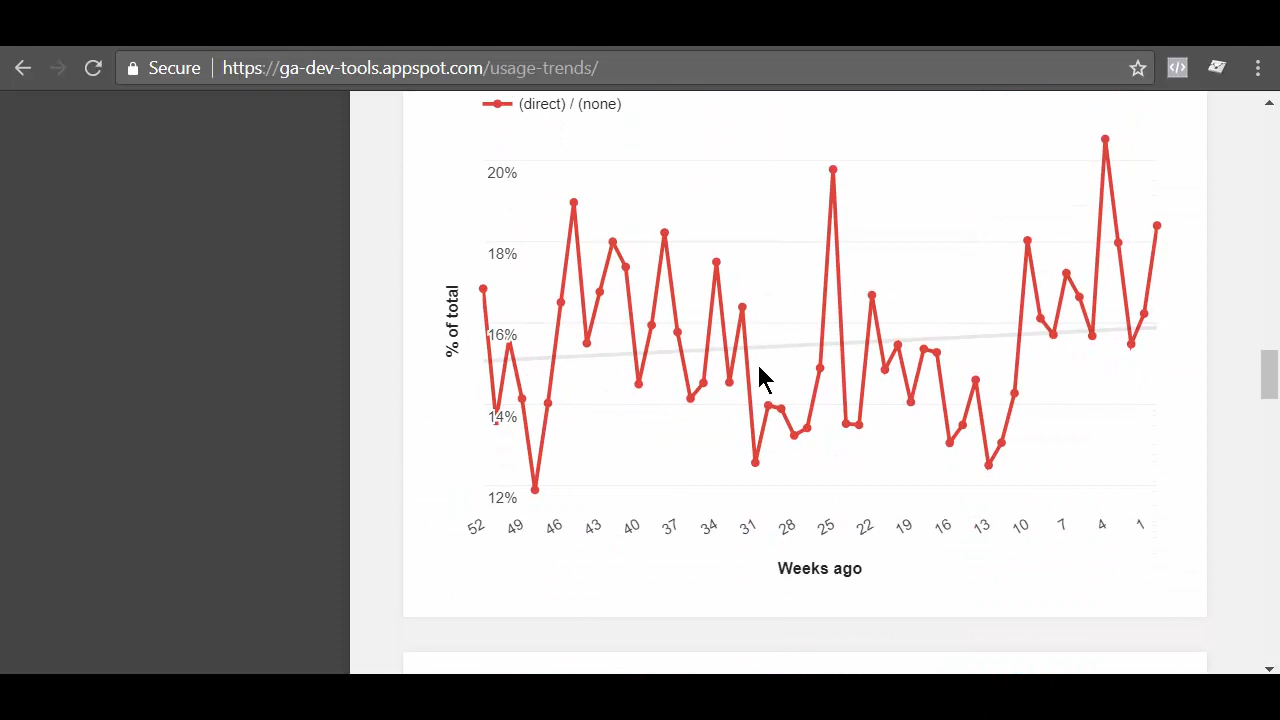 Secure | https://ga-dev-tools.appspot.com/usage-trends/
(direct) / (none)
20%
18%
16%
14%
12%
% of total
52 49 46 43 40 37 34 31 28 25 22 19 16 13 10 7 4 1
Weeks ago